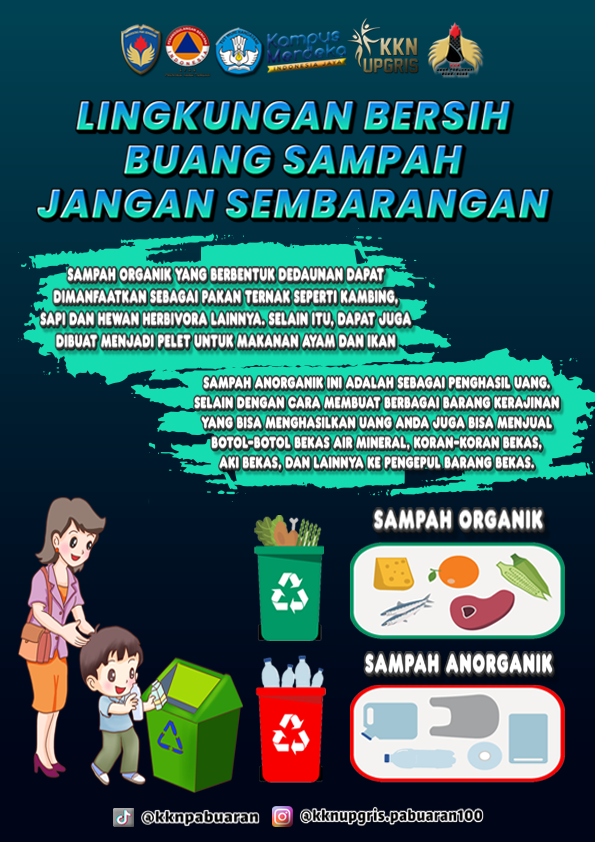 Kampus
Merdeka
INDONESIA JAYA
KKN
UPGRIS
LINGKUNGAN BERSIH
BUANG SAMPAH
JANGAN SEMBARANGAN
SAMPAH ORGANIK YANG BERBENTUK DEDAUNAN DAPAT
DIMANFAATKAN SEBAGAI PAKAN TERNAK SEPERTI KAMBING,
SAPI DAN HEWAN HERBIVORA LAINNYA. SELAIN ITU, DAPAT JUGA
DIBUAT MENJADI PELET UNTUK MAKANAN AYAM DAN IKAN
SAMPAH ANORGANIK INI ADALAH SEBAGAI PENGHASIL UANG.
SELAIN DENGAN CARA MEMBUAT BERBAGAI BARANG KERAJINAN
YANG BISA MENGHASILKAN UANG ANDA JUGA BISA MENJUAL
BOTOL-BOTOL BEKAS AIR MINERAL, KORAN-KORAN BEKAS,
AKI BEKAS, DAN LAINNYA KE PENGEPUL BARANG BEKAS.
SAMPAH ORGANIK
SAMPAH ANORGANIK
@kknpabuaran
@kknupgris.pabuaran100